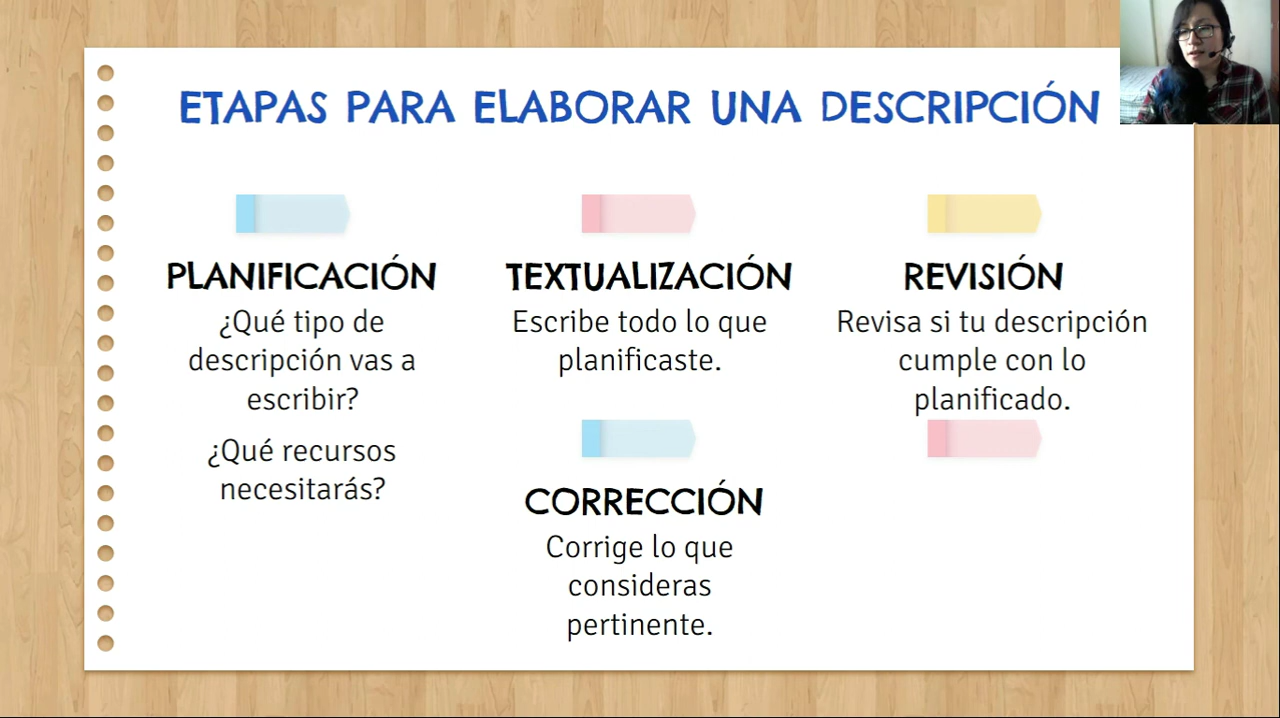 ETAPAS PARA ELABORAR UNA DESCRIPCIÓN
PLANIFICACIÓN
¿Qué tipo de
descripción vas a
escribir?
¿Qué recursos
necesitarás?
TEXTUALIZACIÓN
Escribe todo lo que
planificaste.
REVISIÓN
Revisa si tu descripción
cumple con lo
planificado.
CORRECCIÓN
Corrige lo que
consideras
pertinente.